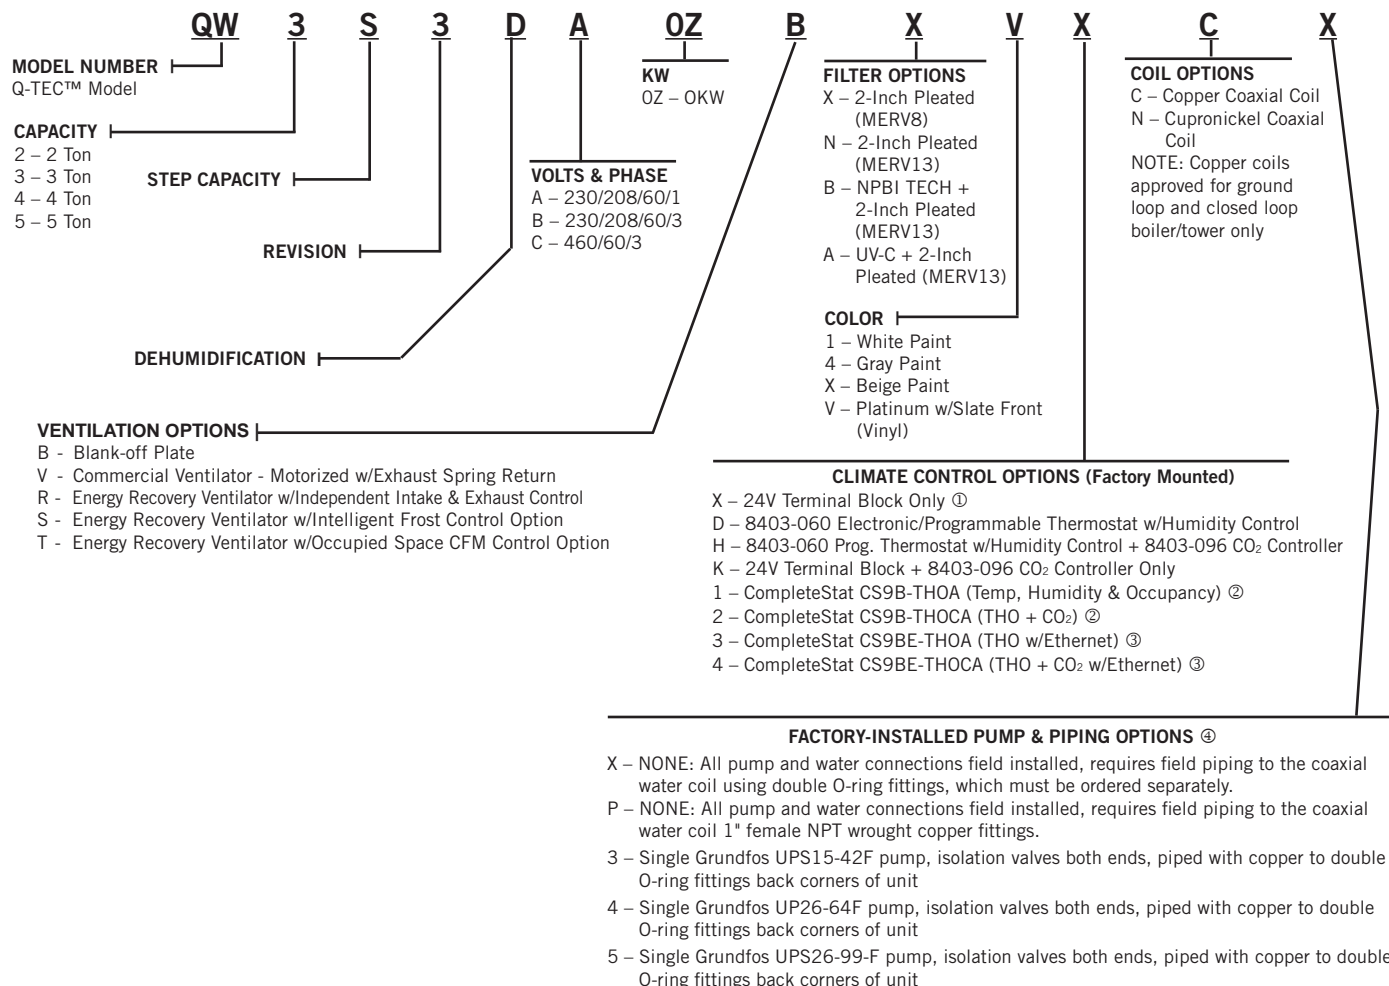 QW 3 S 3 D A 0Z B X V X C X
MODEL NUMBER
Q-TEC™ Model
CAPACITY
2 – 2 Ton
3 – 3 Ton
4 – 4 Ton
5 – 5 Ton
STEP CAPACITY
REVISION
DEHUMIDIFICATION
VOLTS & PHASE
A – 230/208/60/1
B – 230/208/60/3
C – 460/60/3
KW
0Z – OKW
VENTILATION OPTIONS
B - Blank-off Plate
V - Commercial Ventilator - Motorized w/Exhaust Spring Return
R - Energy Recovery Ventilator w/Independent Intake & Exhaust Control
S - Energy Recovery Ventilator w/Intelligent Frost Control Option
T - Energy Recovery Ventilator w/Occupied Space CFM Control Option
FILTER OPTIONS
X – 2-Inch Pleated
(MERV8)
N – 2-Inch Pleated
(MERV13)
B – NPBI TECH +
2-Inch Pleated
(MERV13)
A – UV-C + 2-Inch
Pleated (MERV13)
COLOR
1 – White Paint
4 – Gray Paint
X – Beige Paint
V – Platinum w/Slate Front
(Vinyl)
COIL OPTIONS
C – Copper Coaxial Coil
N – Cupronickel Coaxial
Coil
NOTE: Copper coils
approved for ground
loop and closed loop
boiler/tower only
CLIMATE CONTROL OPTIONS (Factory Mounted)
X – 24V Terminal Block Only ①
D – 8403-060 Electronic/Programmable Thermostat w/Humidity Control
H – 8403-060 Prog. Thermostat w/Humidity Control + 8403-096 CO₂ Controller
K – 24V Terminal Block + 8403-096 CO₂ Controller Only
1 – CompleteStat CS9B-THOA (Temp, Humidity & Occupancy) ②
2 – CompleteStat CS9B-THOCA (THO + CO₂) ②
3 – CompleteStat CS9BE-THOA (THO w/Ethernet) ③
4 – CompleteStat CS9BE-THOCA (THO + CO₂ w/Ethernet) ③
FACTORY-INSTALLED PUMP & PIPING OPTIONS ④
X – NONE: All pump and water connections field installed, requires field piping to the coaxial
water coil using double O-ring fittings, which must be ordered separately.
P – NONE: All pump and water connections field installed, requires field piping to the coaxial
water coil 1" female NPT wrought copper fittings.
3 – Single Grundfos UPS15-42F pump, isolation valves both ends, piped with copper to double
O-ring fittings back corners of unit
4 – Single Grundfos UP26-64F pump, isolation valves both ends, piped with copper to double
O-ring fittings back corners of unit
5 – Single Grundfos UPS26-99-F pump, isolation valves both ends, piped with copper to double
O-ring fittings back corners of unit